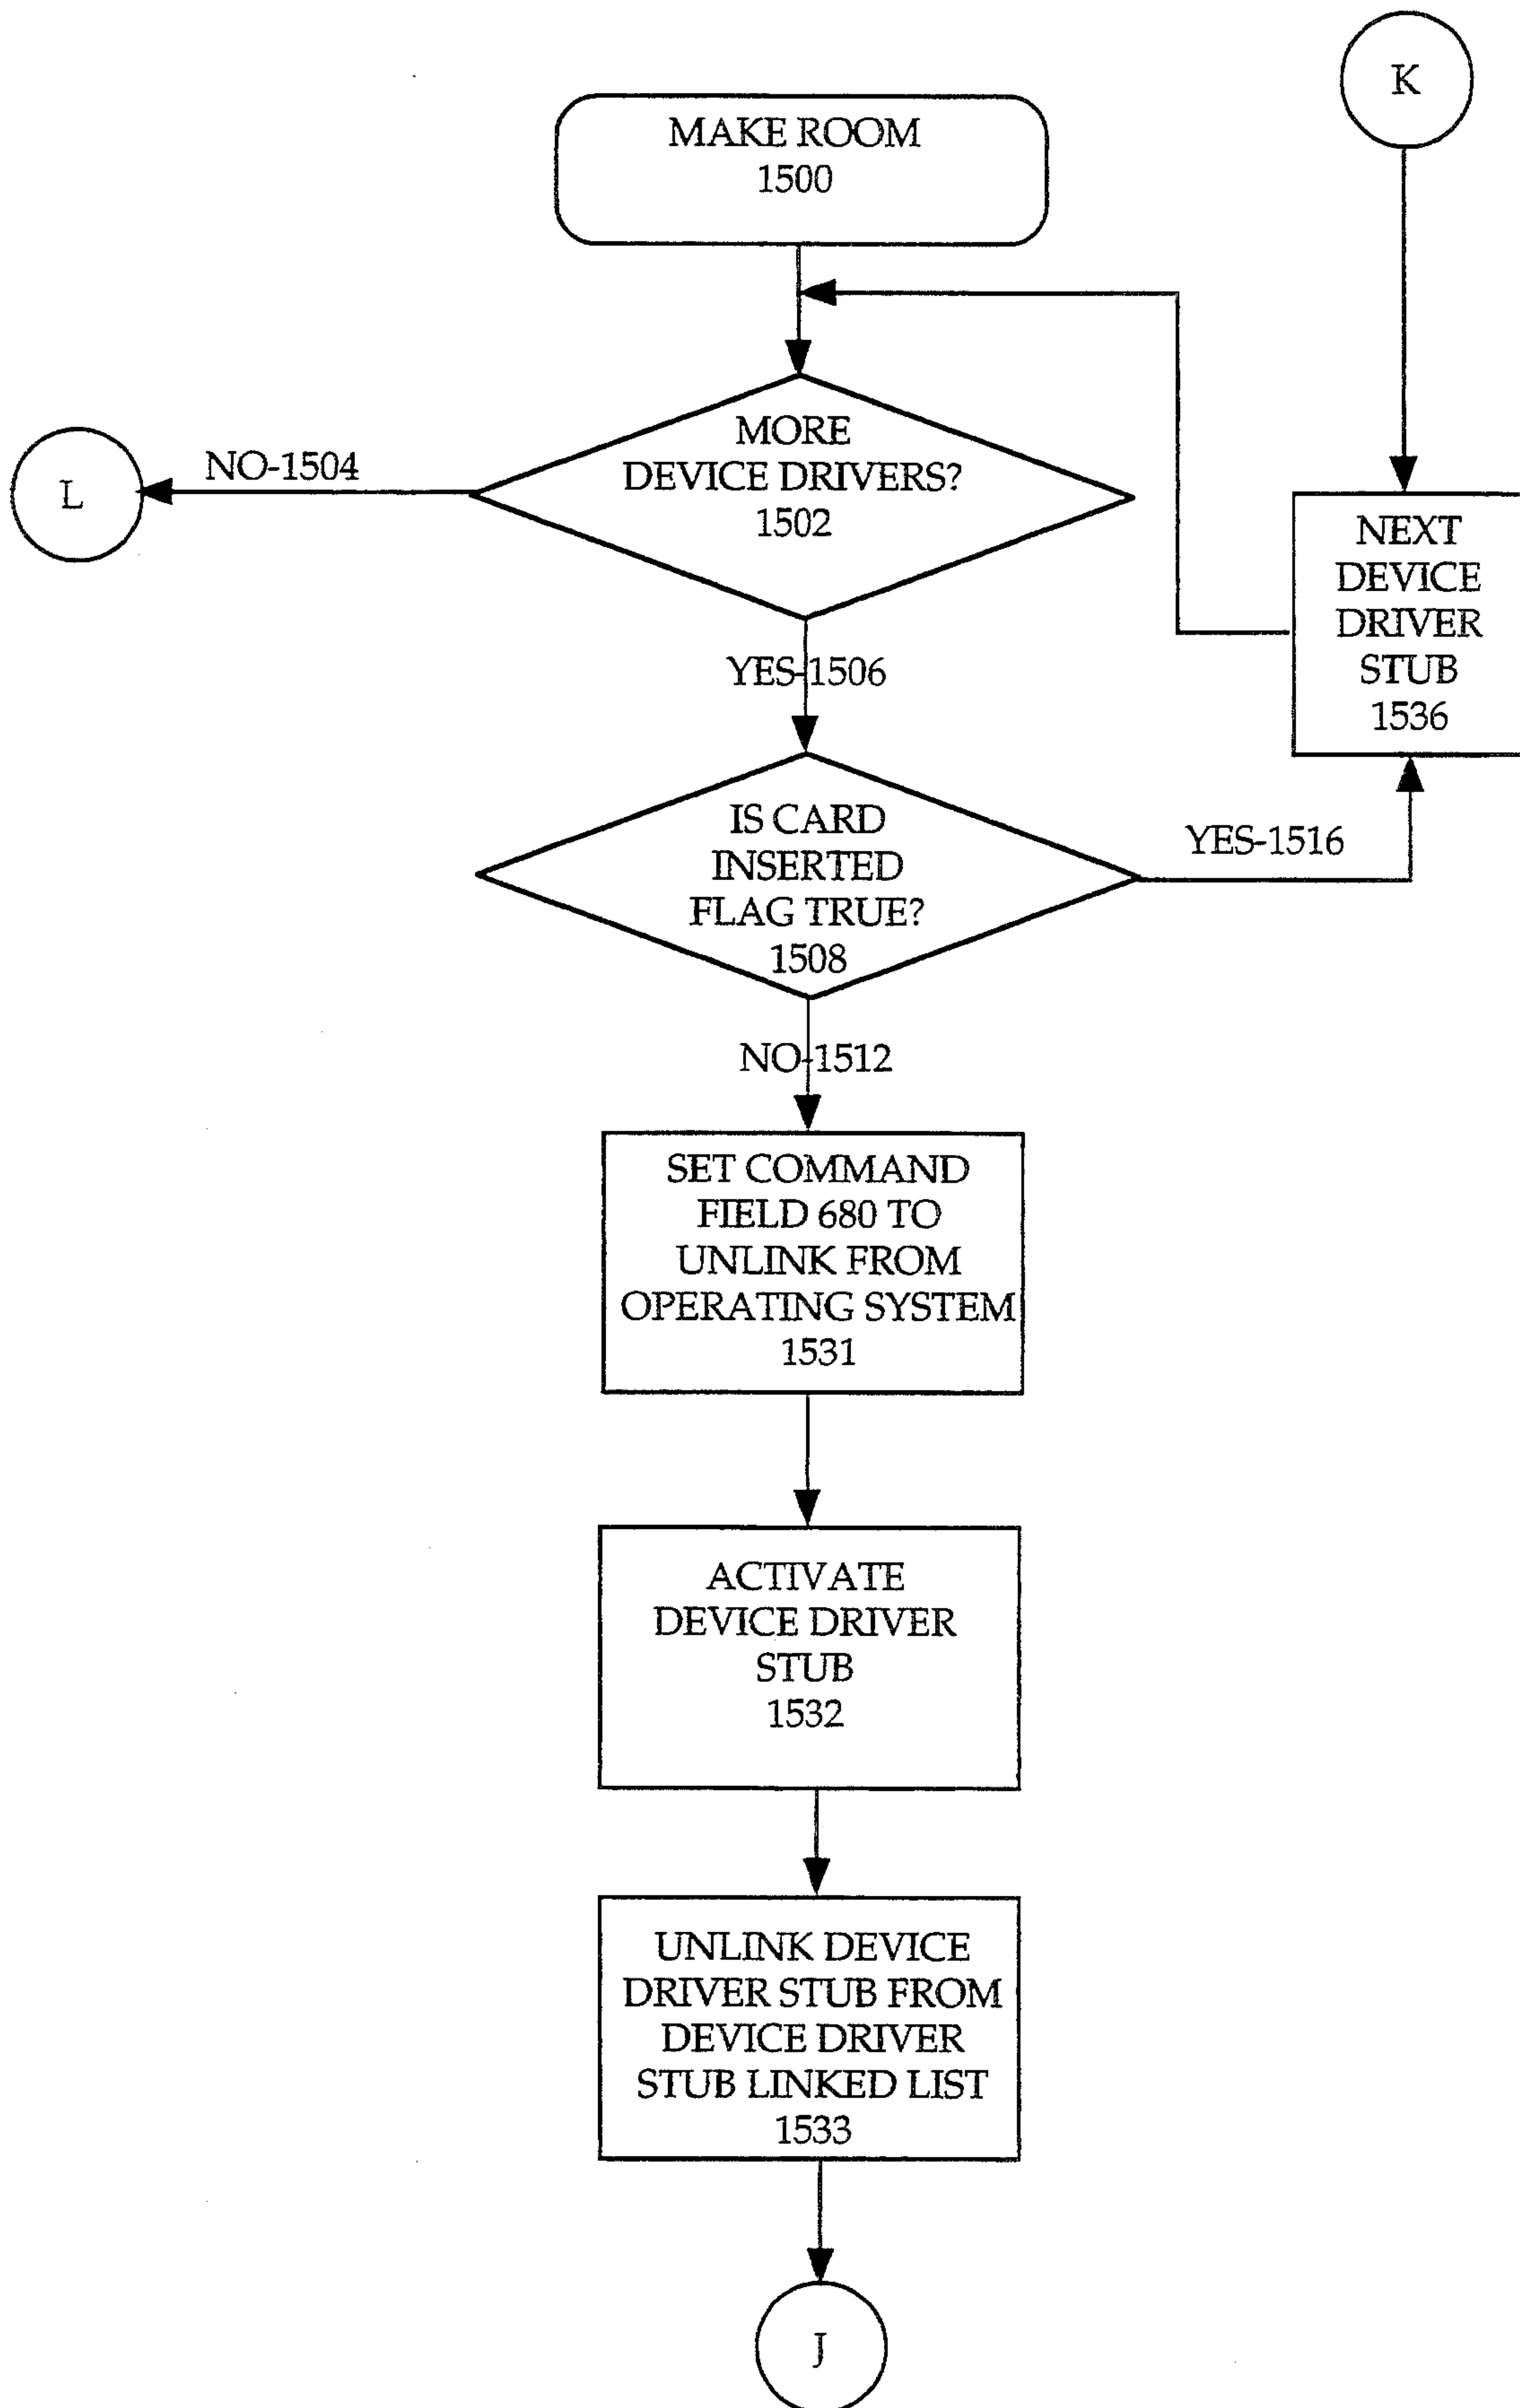 K
MAKE ROOM
1500
MORE
DEVICE DRIVERS?
1502
NO-1504
L
NEXT
DEVICE
DRIVER
STUB
1536
YES-1506
IS CARD
INSERTED
FLAG TRUE?
1508
YES-1516
NO-1512
SET COMMAND
FIELD 680 TO
UNLINK FROM
OPERATING SYSTEM
1531
ACTIVATE
DEVICE DRIVER
STUB
1532
UNLINK DEVICE
DRIVER STUB FROM
DEVICE DRIVER
STUB LINKED LIST
1533
J